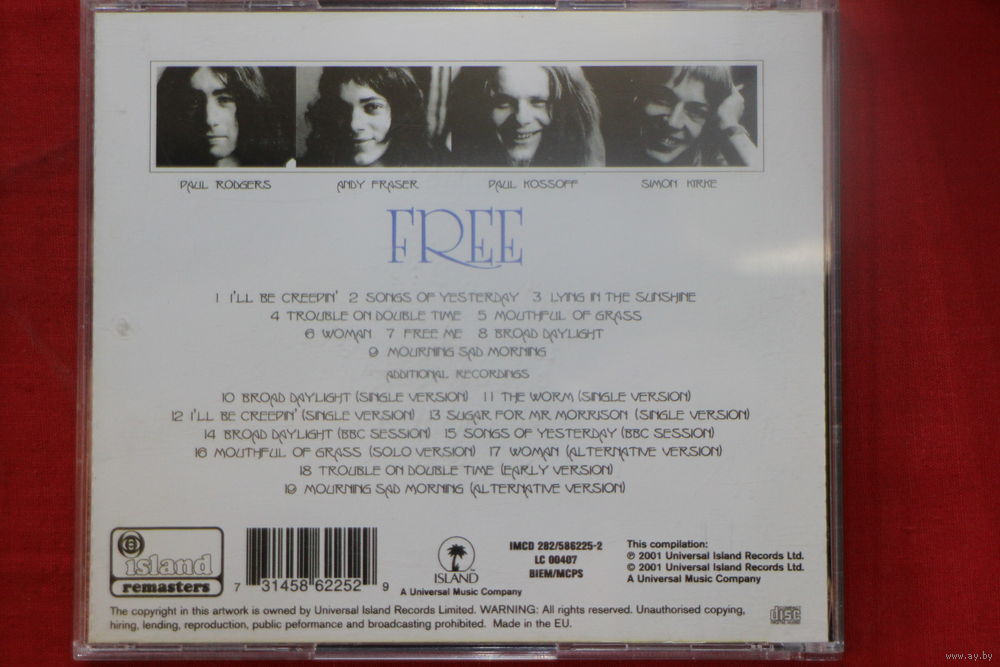 PAUL RODGERS ANDY FRASER PAUL KOSSOFF SIMON KIRKE
FREE
1 I'LL BE CREEPIN' 2 SONGS OF YESTERDAY 3 LYING IN THE SUNSHINE
4 TROUBLE ON DOUBLE TIME 5 MOUTHFUL OF GRASS
6 WOMAN 7 FREE ME 8 BROAD DAYLIGHT
9 MOURNING SAD MORNING
ADDITIONAL RECORDINGS
10 BROAD DAYLIGHT (SINGLE VERSION) 11 THE WORM (SINGLE VERSION)
12 I'LL BE CREEPIN' (SINGLE VERSION) 13 SUGAR FOR MR MORRISON (SINGLE VERSION)
14 BROAD DAYLIGHT (BBC SESSION) 15 SONGS OF YESTERDAY (BBC SESSION)
16 MOUTHFUL OF GRASS (SOLO VERSION) 17 WOMAN (ALTERNATIVE VERSION)
18 TROUBLE ON DOUBLE TIME (EARLY VERSION)
19 MOURNING SAD MORNING (ALTERNATIVE VERSION)
island
remasters
7 31458 62252 9
ISLAND
A Universal Music Company
IMCD 282/586225-2
LC 00407
BIEM/MCPS
This compilation:
℗ 2001 Universal Island Records Ltd.
© 2001 Universal Island Records Ltd.
A Universal Music Company
The copyright in this artwork is owned by Universal Island Records Limited. WARNING: All rights reserved. Unauthorised copying,
hiring, lending, reproduction, public peformance and broadcasting prohibited. Made in the EU.
COMPACT
disc
DIGITAL AUDIO
www.ay.by